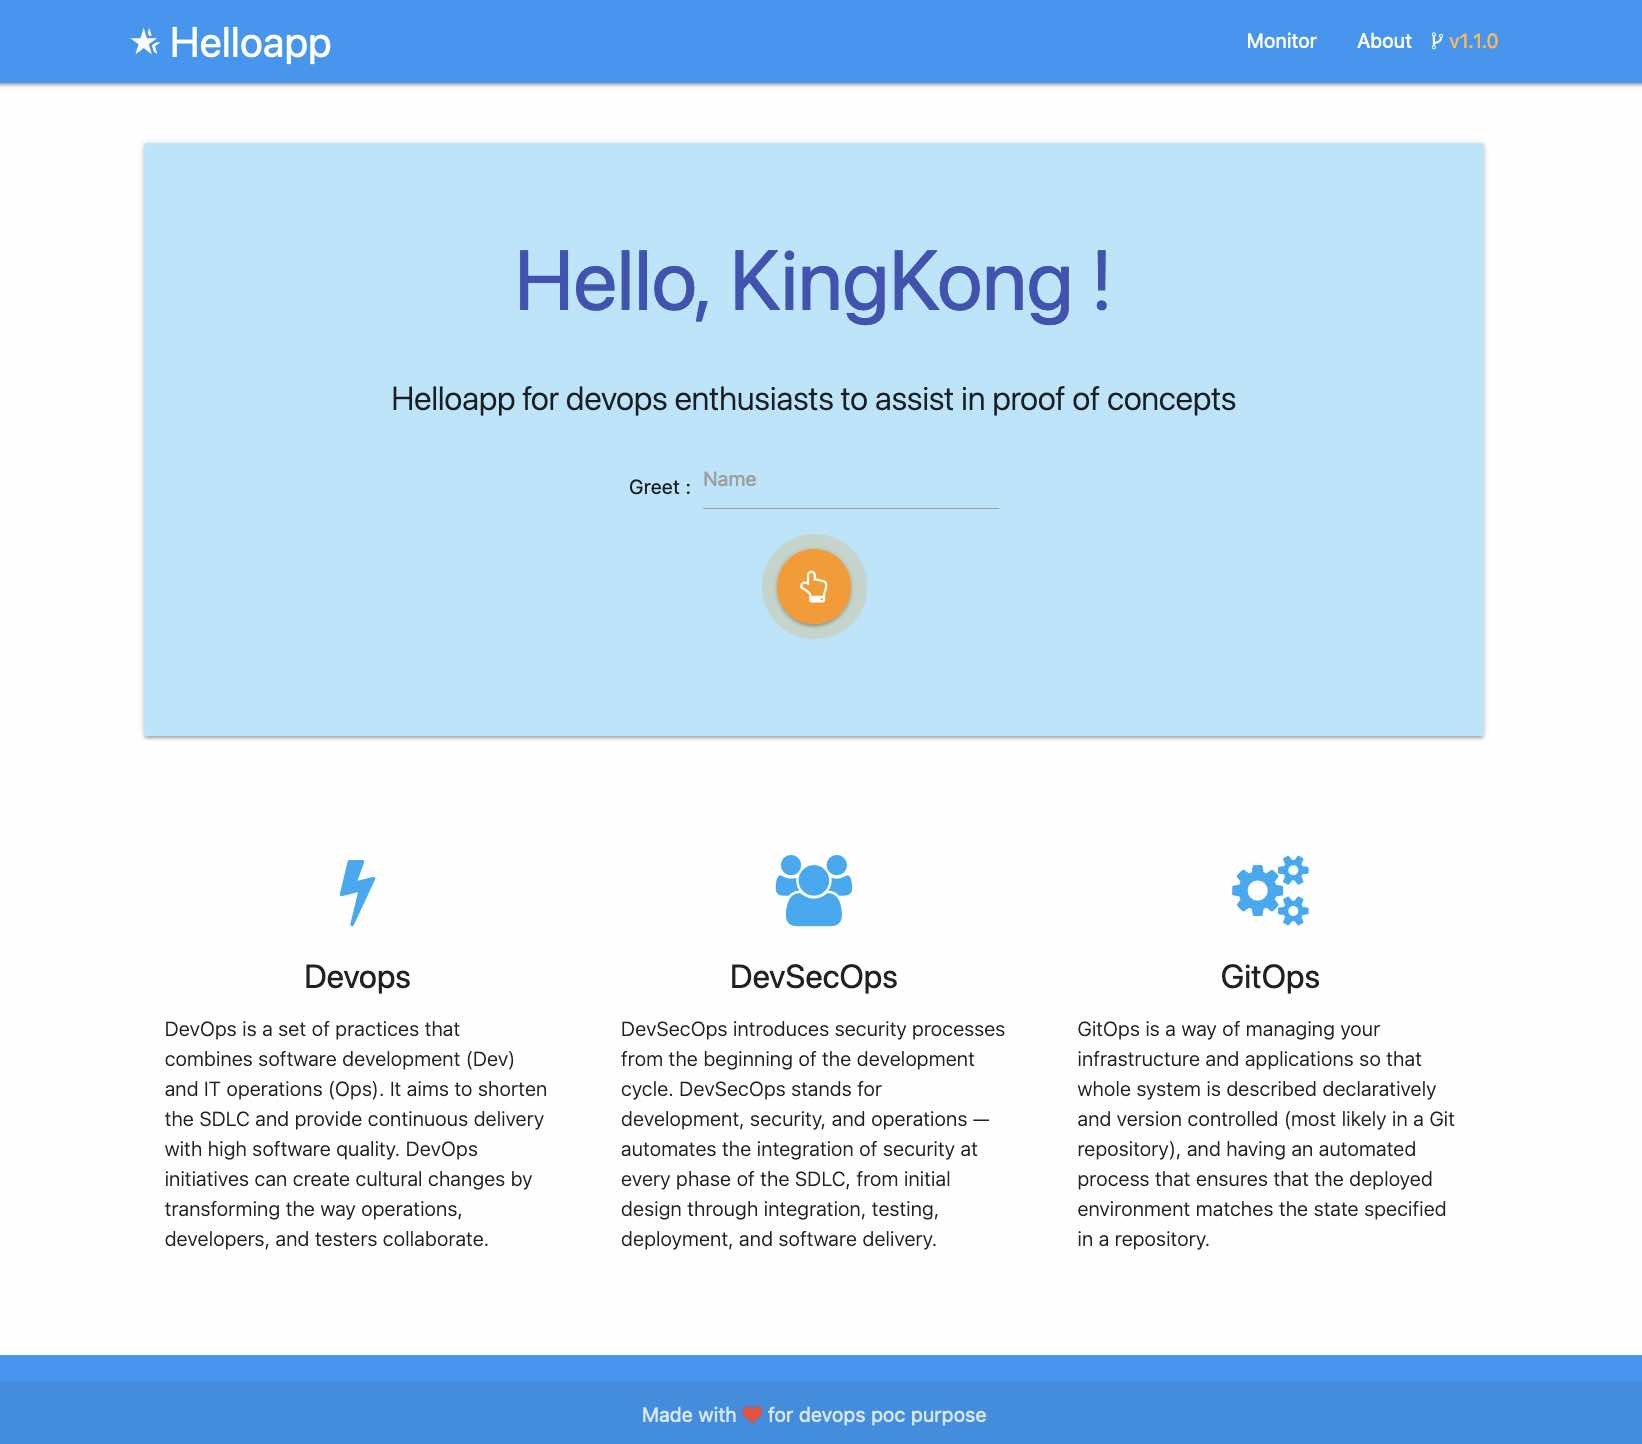 Helloapp
Monitor About v1.1.0
Hello, KingKong !
Helloapp for devops enthusiasts to assist in proof of concepts
Greet : Name
Devops
DevOps is a set of practices that
combines software development (Dev)
and IT operations (Ops). It aims to shorten
the SDLC and provide continuous delivery
with high software quality. DevOps
initiatives can create cultural changes by
transforming the way operations,
developers, and testers collaborate.
DevSecOps
DevSecOps introduces security processes
from the beginning of the development
cycle. DevSecOps stands for
development, security, and operations —
automates the integration of security at
every phase of the SDLC, from initial
design through integration, testing,
deployment, and software delivery.
GitOps
GitOps is a way of managing your
infrastructure and applications so that
whole system is described declaratively
and version controlled (most likely in a Git
repository), and having an automated
process that ensures that the deployed
environment matches the state specified
in a repository.
Made with ❤ for devops poc purpose